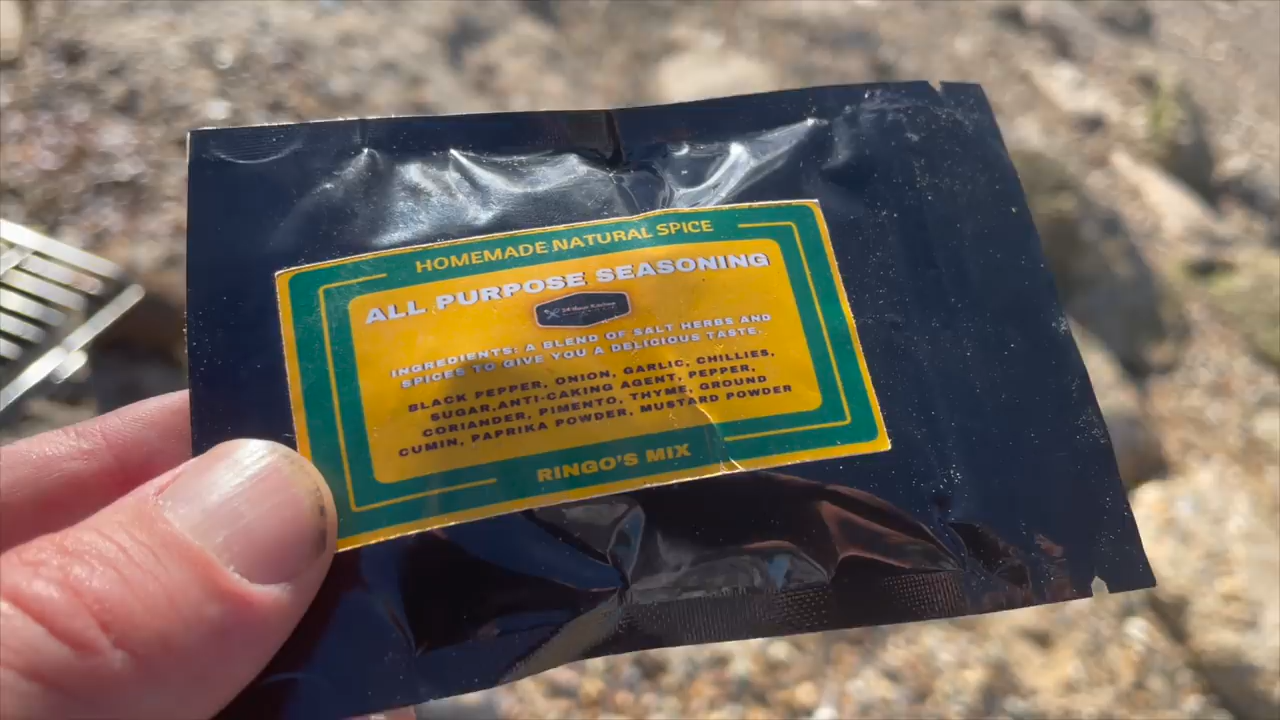 HOMEMADE NATURAL SPICE
ALL PURPOSE SEASONING
INGREDIENTS: A BLEND OF SALT HERBS AND
SPICES TO GIVE YOU A DELICIOUS TASTE.
BLACK PEPPER, ONION, GARLIC, CHILLIES,
SUGAR,ANTI-CAKING AGENT, PEPPER,
CORIANDER, PIMENTO, THYME, GROUND
CUMIN, PAPRIKA POWDER, MUSTARD POWDER
RINGO'S MIX